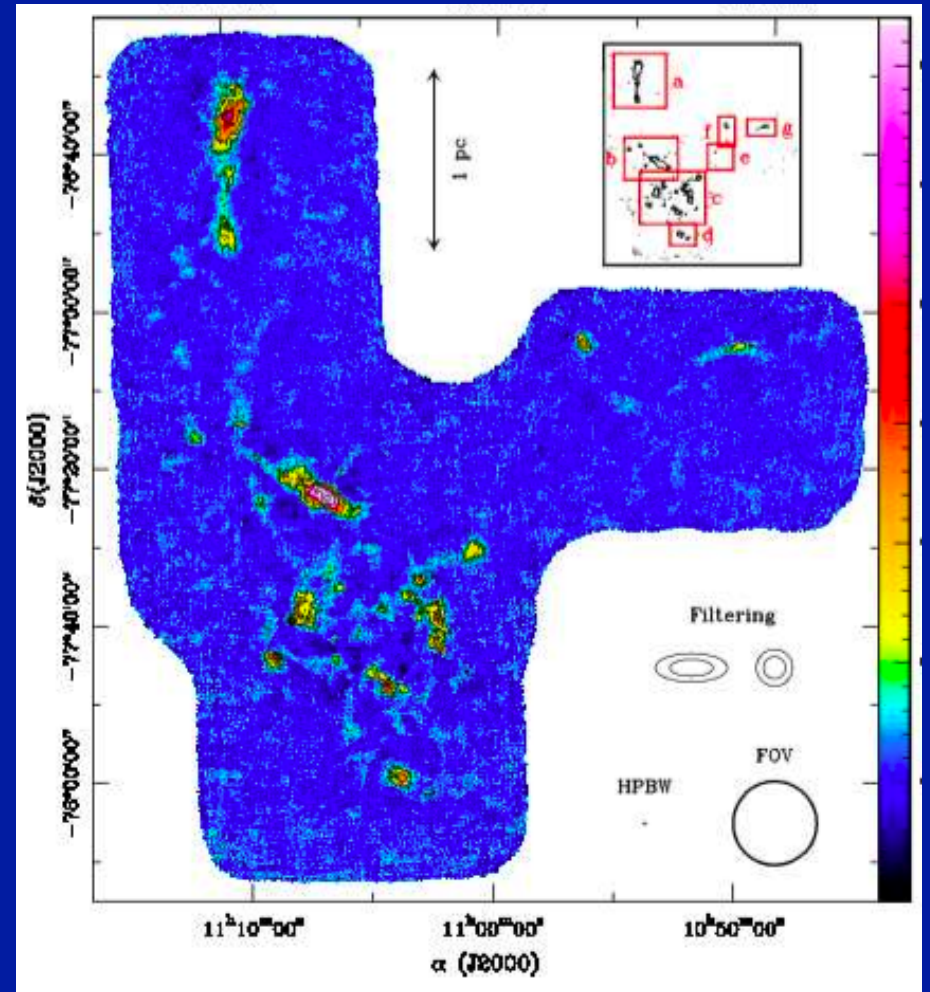 1 pc
a
f
g
b
e
c
d
-76°40'00"
-77°00'00"
-77°20'00"
-77°40'00"
-78°00'00"
δ(J2000)
Filtering
HPBW
FOV
11ʰ10ᵐ00ˢ
11ʰ00ᵐ00ˢ
10ʰ50ᵐ00ˢ
α (J2000)